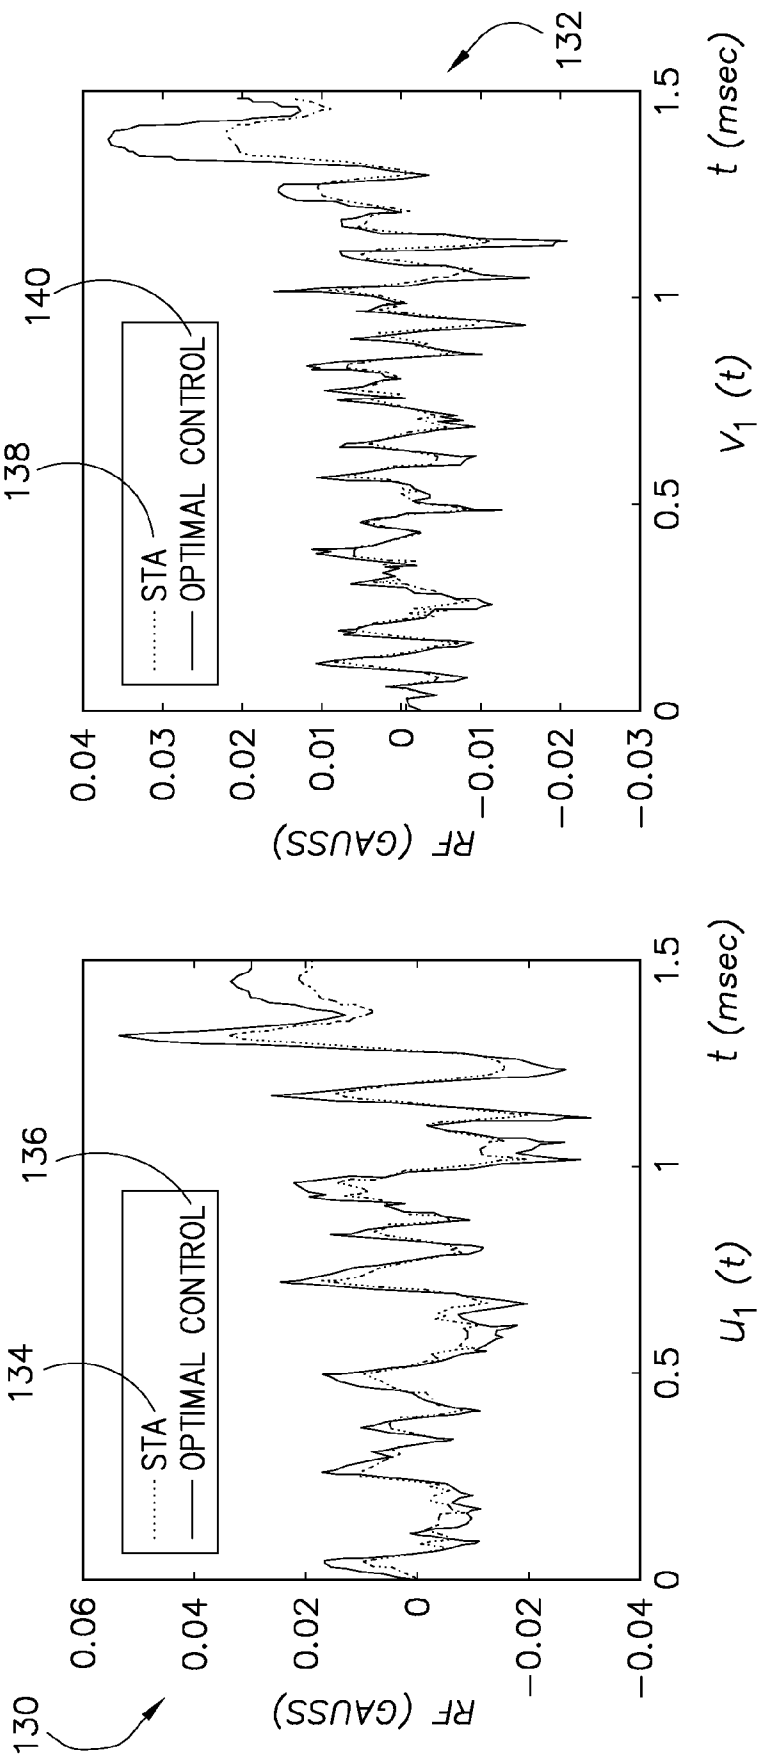 130
0.06
0.04
0.02
0
-0.02
-0.04
RF (GAUSS)
0
0.5
1
1.5
u1 (t)
t (msec)
134
136
STA
OPTIMAL CONTROL
0.04
0.03
0.02
0.01
0
-0.01
-0.02
-0.03
RF (GAUSS)
0
0.5
1
1.5
v1 (t)
t (msec)
138
140
STA
OPTIMAL CONTROL
132